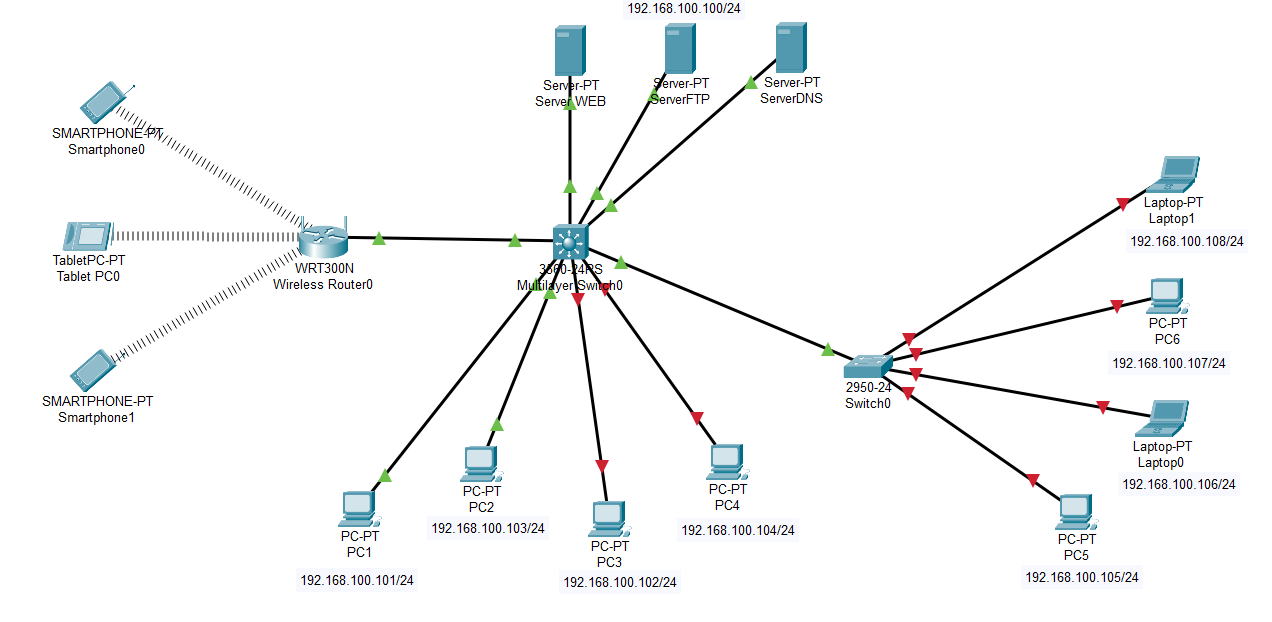 192.168.100.100/24
Server-PT
Server WEB
Server-PT
ServerFTP
Server-PT
ServerDNS
SMARTPHONE-PT
Smartphone0
TabletPC-PT
Tablet PC0
SMARTPHONE-PT
Smartphone1
WRT300N
Wireless Router0
3560-24PS
Multilayer Switch0
Laptop-PT
Laptop1
192.168.100.108/24
PC-PT
PC6
192.168.100.107/24
2950-24
Switch0
Laptop-PT
Laptop0
192.168.100.106/24
PC-PT
PC1
192.168.100.101/24
PC-PT
PC2
192.168.100.103/24
PC-PT
PC3
192.168.100.102/24
PC-PT
PC4
192.168.100.104/24
PC-PT
PC5
192.168.100.105/24